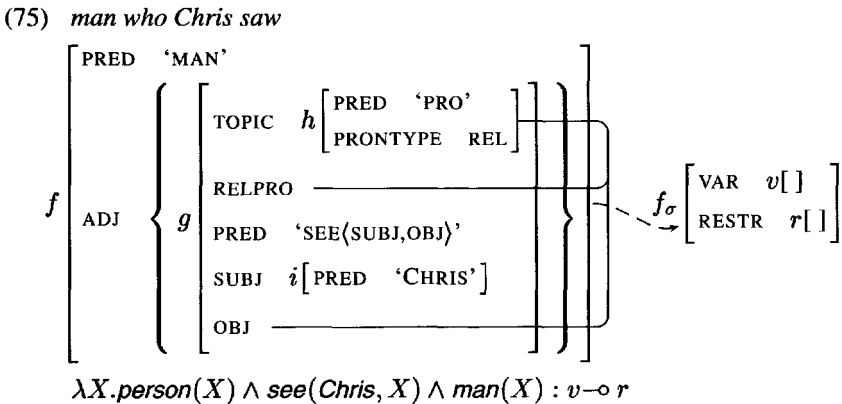 (75) man who Chris saw
PRED ‘MAN’
TOPIC h PRED ‘PRO’
PRONTYPE REL
RELPRO
f ADJ g PRED ‘SEE⟨SUBJ,OBJ⟩’
fσ VAR v[ ]
RESTR r[ ]
SUBJ i[PRED ‘CHRIS’]
OBJ
λX.person(X) ∧ see(Chris, X) ∧ man(X) : v⊸ r